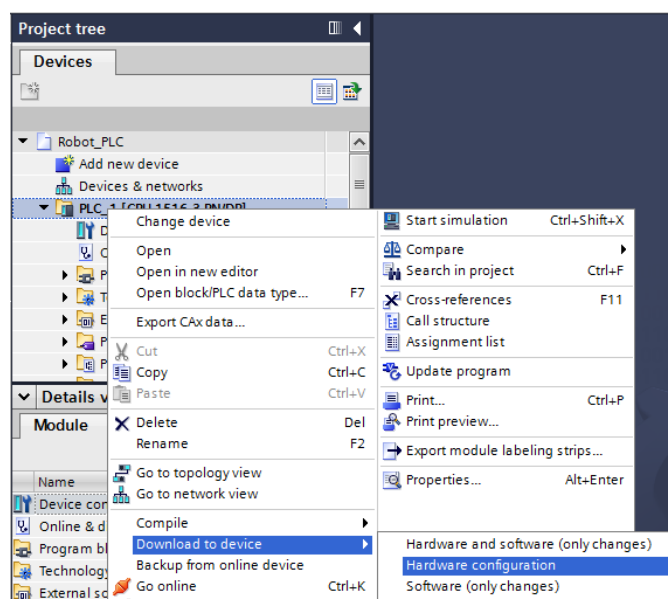 Project tree
Devices
Robot_PLC
Add new device
Devices & networks
PLC_1 [CPU 1516-3 PN/DP]
Details v
Module
Name
Device con
Online & d
Program bl
Technology
External so
Change device
Open
Open in new editor
Open block/PLC data type... F7
Export CAx data...
Cut Ctrl+X
Copy Ctrl+C
Paste Ctrl+V
Delete Del
Rename F2
Go to topology view
Go to network view
Compile
Download to device
Backup from online device
Go online Ctrl+K
Start simulation Ctrl+Shift+X
Compare
Search in project Ctrl+F
Cross-references F11
Call structure
Assignment list
Update program
Print... Ctrl+P
Print preview...
Export module labeling strips...
Properties... Alt+Enter
Hardware and software (only changes)
Hardware configuration
Software (only changes)